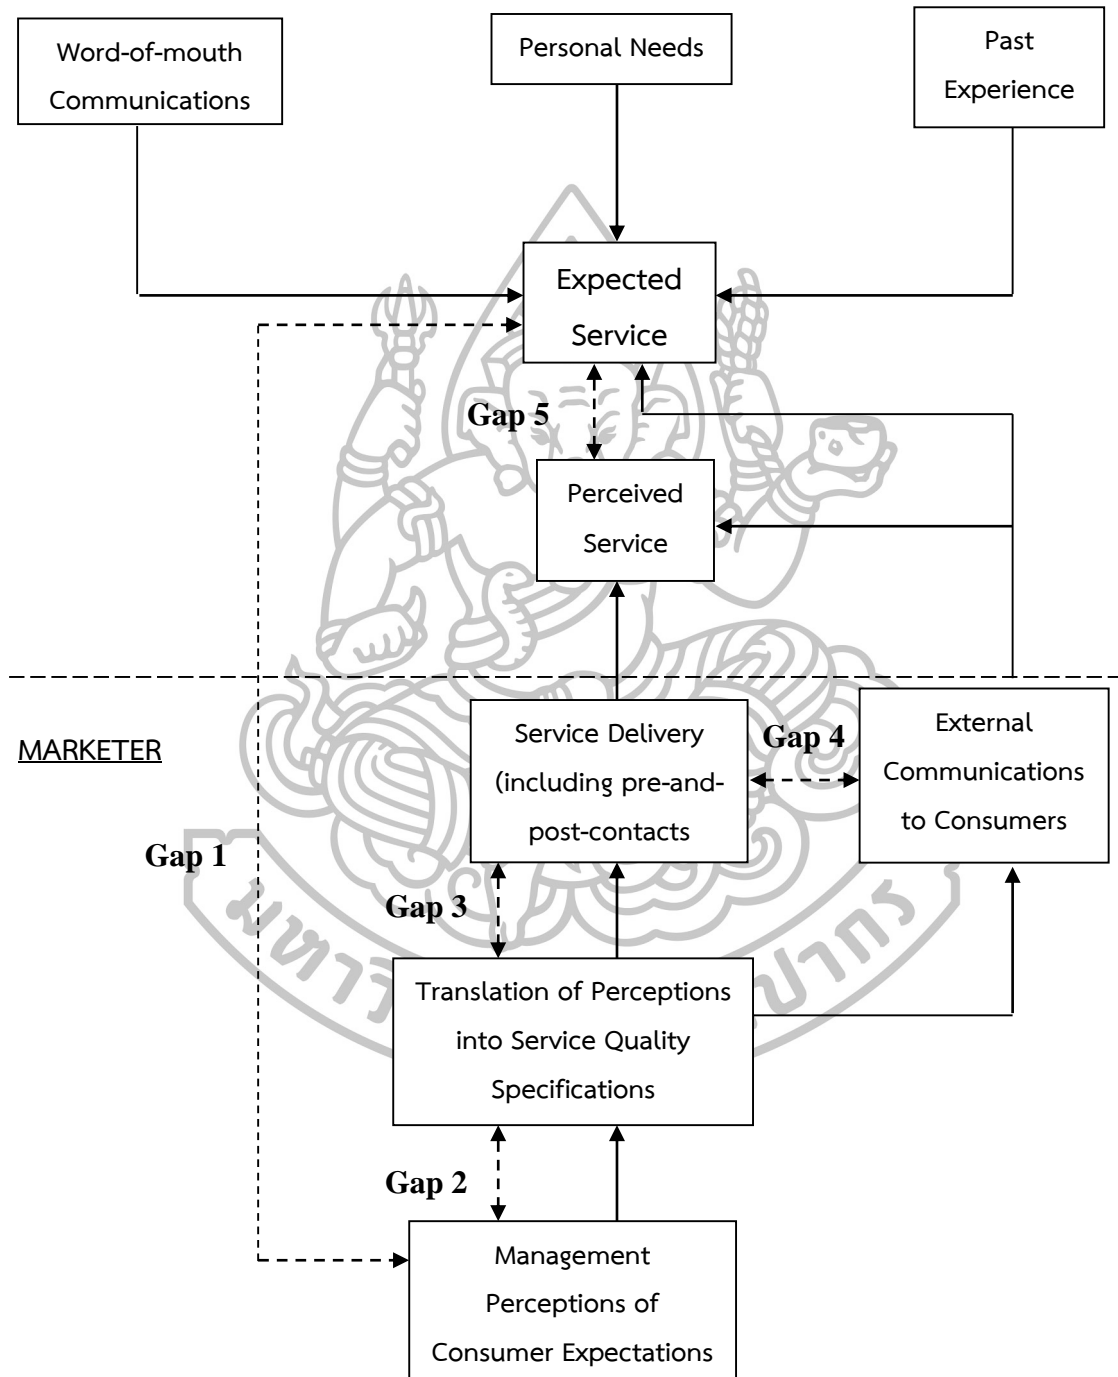 Word-of-mouth
Communications
Personal Needs
Past
Experience
Expected
Service
Gap 5
Perceived
Service
MARKETER
Service Delivery
(including pre-and-
post-contacts
Gap 4
External
Communications
to Consumers
Gap 1
Gap 3
Translation of Perceptions
into Service Quality
Specifications
Gap 2
Management
Perceptions of
Consumer Expectations